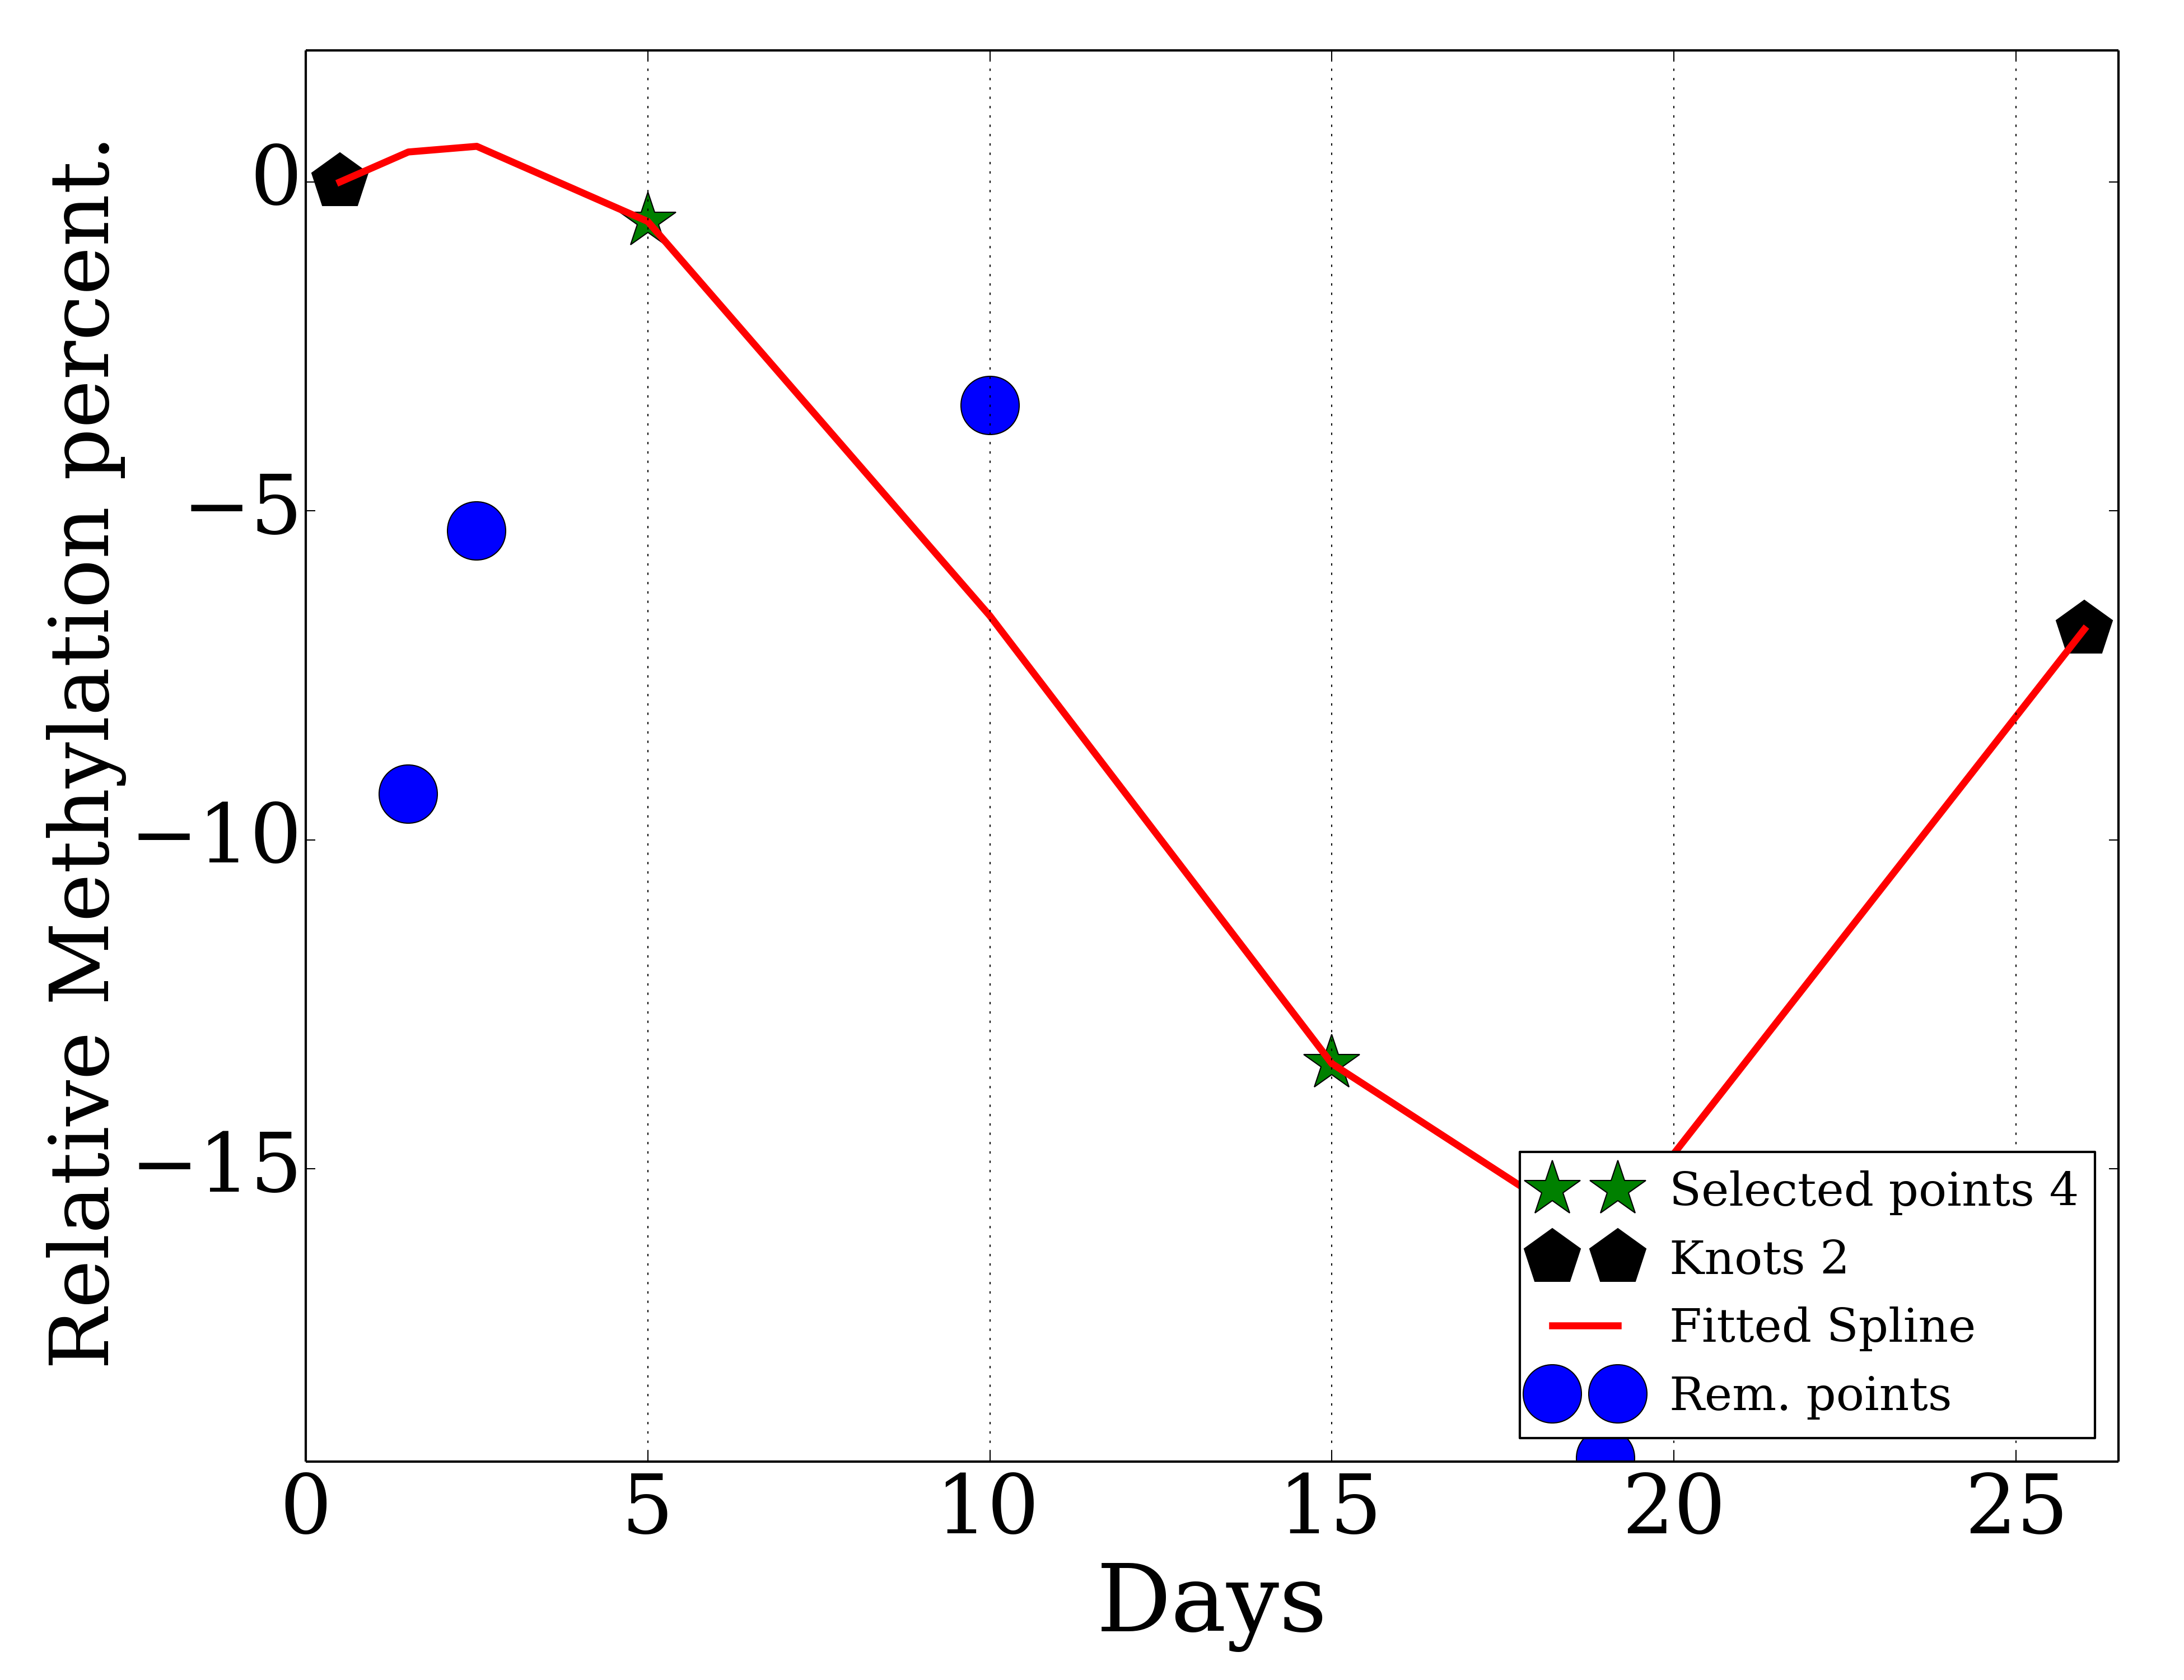 Relative Methylation percent.
0
−5
−10
−15
0 5 10 15 20 25
Days
Selected points 4
Knots 2
Fitted Spline
Rem. points